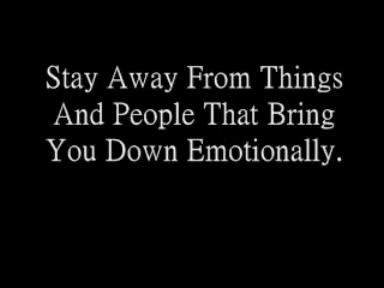 Stay Away From Things
And People That Bring
You Down Emotionally.